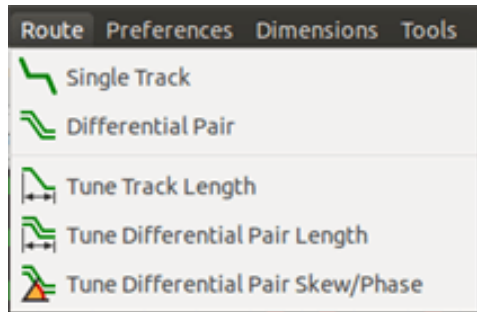 Route Preferences Dimensions Tools
Single Track
Differential Pair
Tune Track Length
Tune Differential Pair Length
Tune Differential Pair Skew/Phase